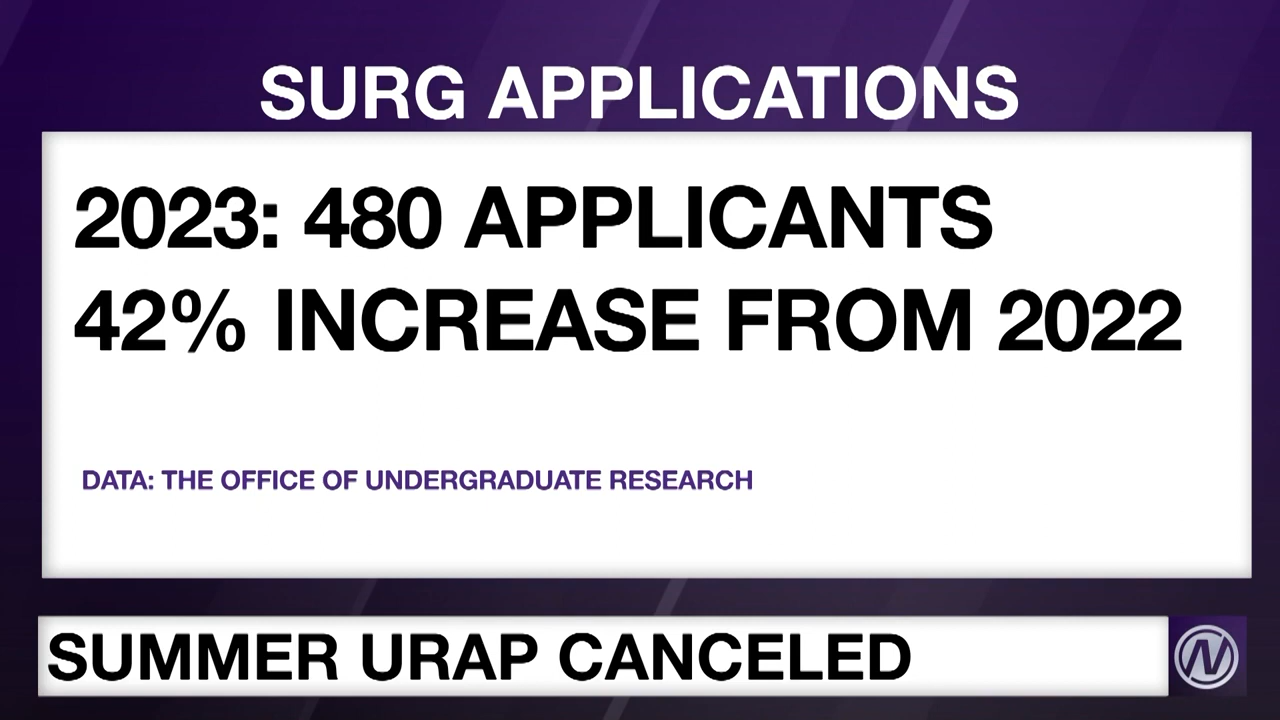 SURG APPLICATIONS
2023: 480 APPLICANTS
42% INCREASE FROM 2022
DATA: THE OFFICE OF UNDERGRADUATE RESEARCH
SUMMER URAP CANCELED
N